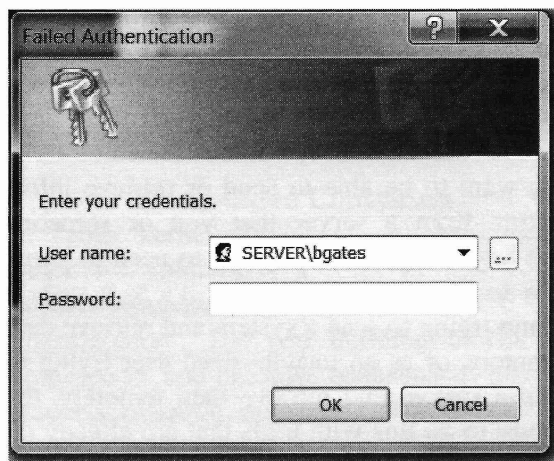 Failed Authentication
Enter your credentials.
User name: SERVER\bgates
...
Password:
OK Cancel